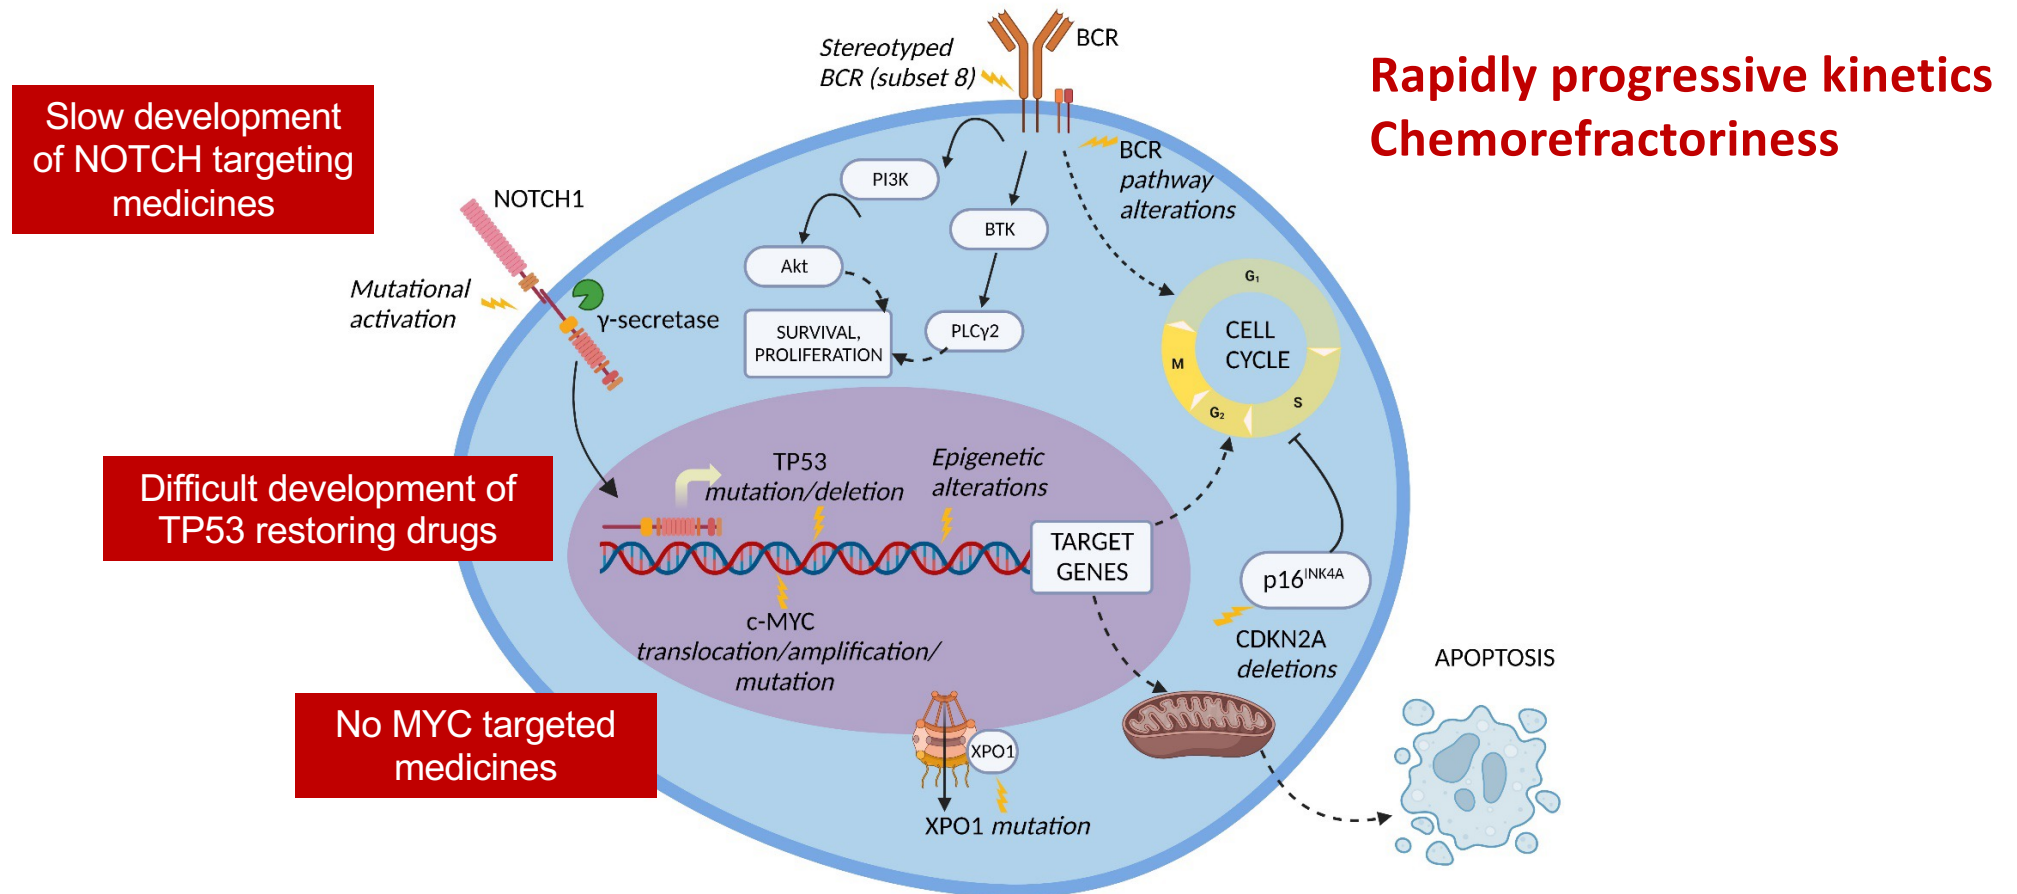 Rapidly progressive kinetics
Chemorefractoriness
Slow development
of NOTCH targeting
medicines
Difficult development of
TP53 restoring drugs
No MYC targeted
medicines
Stereotyped
BCR (subset 8)
BCR
BCR
pathway
alterations
NOTCH1
Mutational
activation
γ-secretase
PI3K
Akt
BTK
PLCγ2
SURVIVAL,
PROLIFERATION
G₁
S
G₂
M
CELL
CYCLE
TP53
mutation/deletion
Epigenetic
alterations
TARGET
GENES
c-MYC
translocation/amplification/
mutation
p16INK4A
CDKN2A
deletions
XPO1
XPO1 mutation
APOPTOSIS